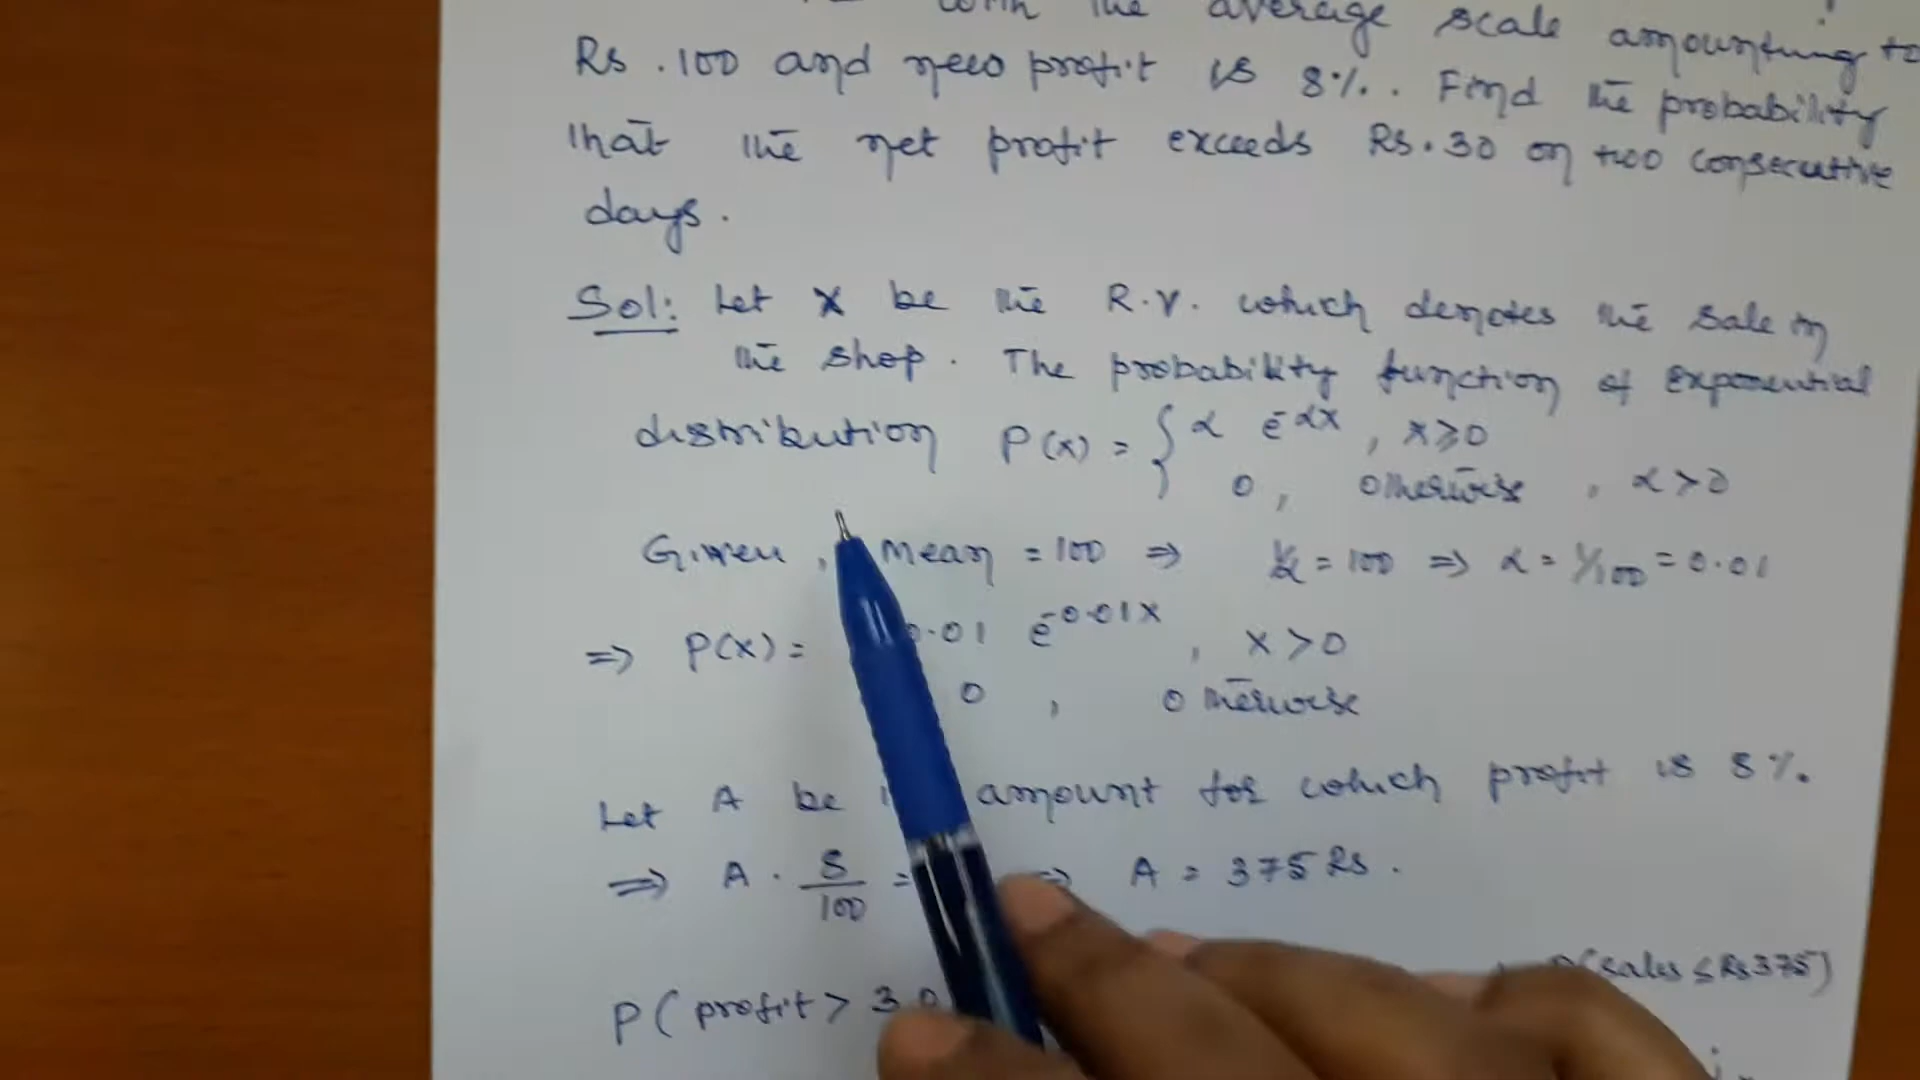 with the average scale amounting to
Rs. 100 and new profit is 8%. Find the probability
that the net profit exceeds Rs. 30 on two consecutive
days.
Sol: Let X be the R.V. which denotes the sale in
the shop. The probability function of Exponential
distribution P(x) = { α e^-αx, x≥0
0, otherwise, α>0
Given, Mean = 100 ⇒ 1/α = 100 ⇒ α = 1/100 = 0.01
⇒ P(x) = 0.01 e^-0.01x, x>0
0, otherwise
Let A be amount for which profit is 8%.
⇒ A · 8/100 = ⇒ A = 375 Rs.
P(profit > 30 P(sales ≤ Rs 375)